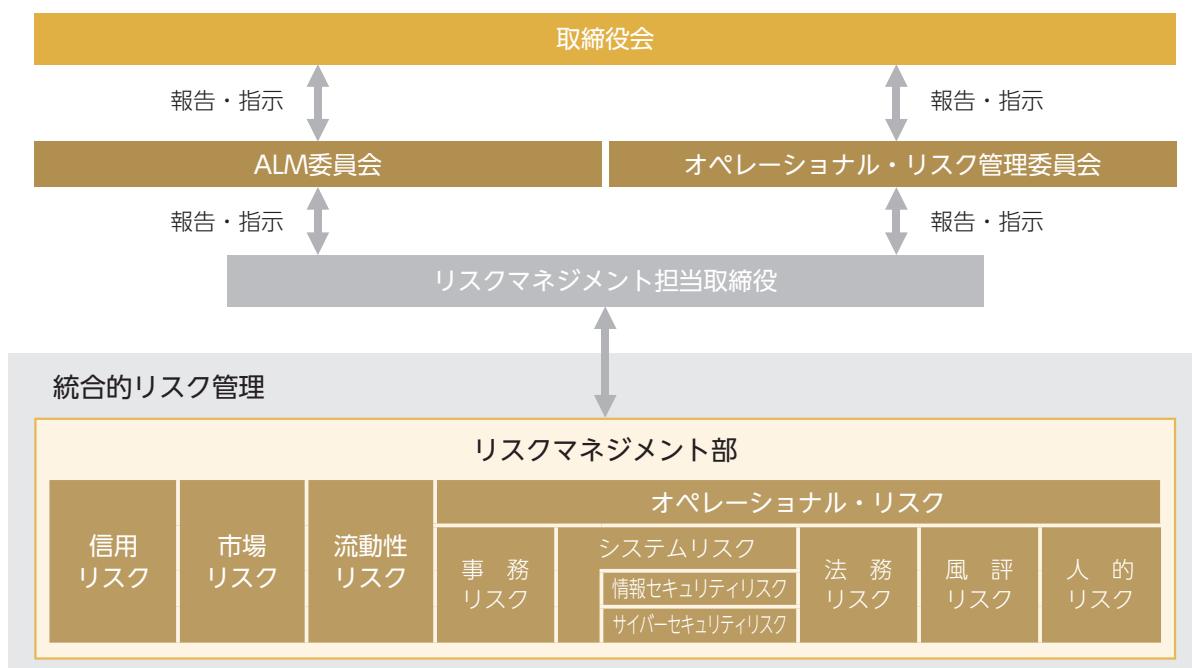 取締役会
報告・指示
報告・指示
ALM委員会
オペレーショナル・リスク管理委員会
報告・指示
報告・指示
リスクマネジメント担当取締役
統合的リスク管理
リスクマネジメント部
信用
リスク
市場
リスク
流動性
リスク
オペレーショナル・リスク
事　務
リスク
システムリスク
情報セキュリティリスク
サイバーセキュリティリスク
法　務
リスク
風　評
リスク
人　的
リスク